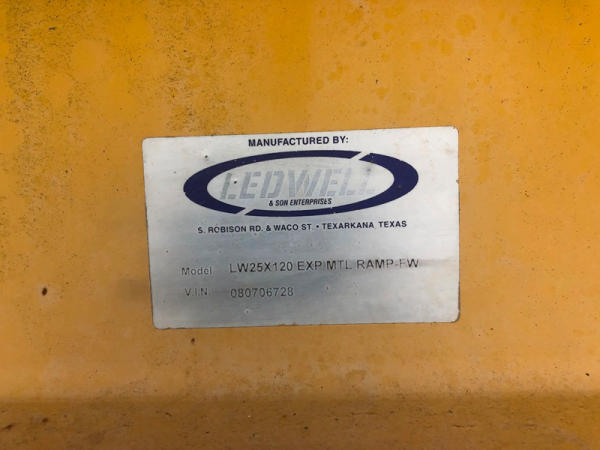 MANUFACTURED BY:
LEDWELL
& SON ENTERPRISES
S. ROBISON RD. & WACO ST. • TEXARKANA, TEXAS
Model LW25X120 EXP MTL RAMP-FW
V.I.N. 080706728